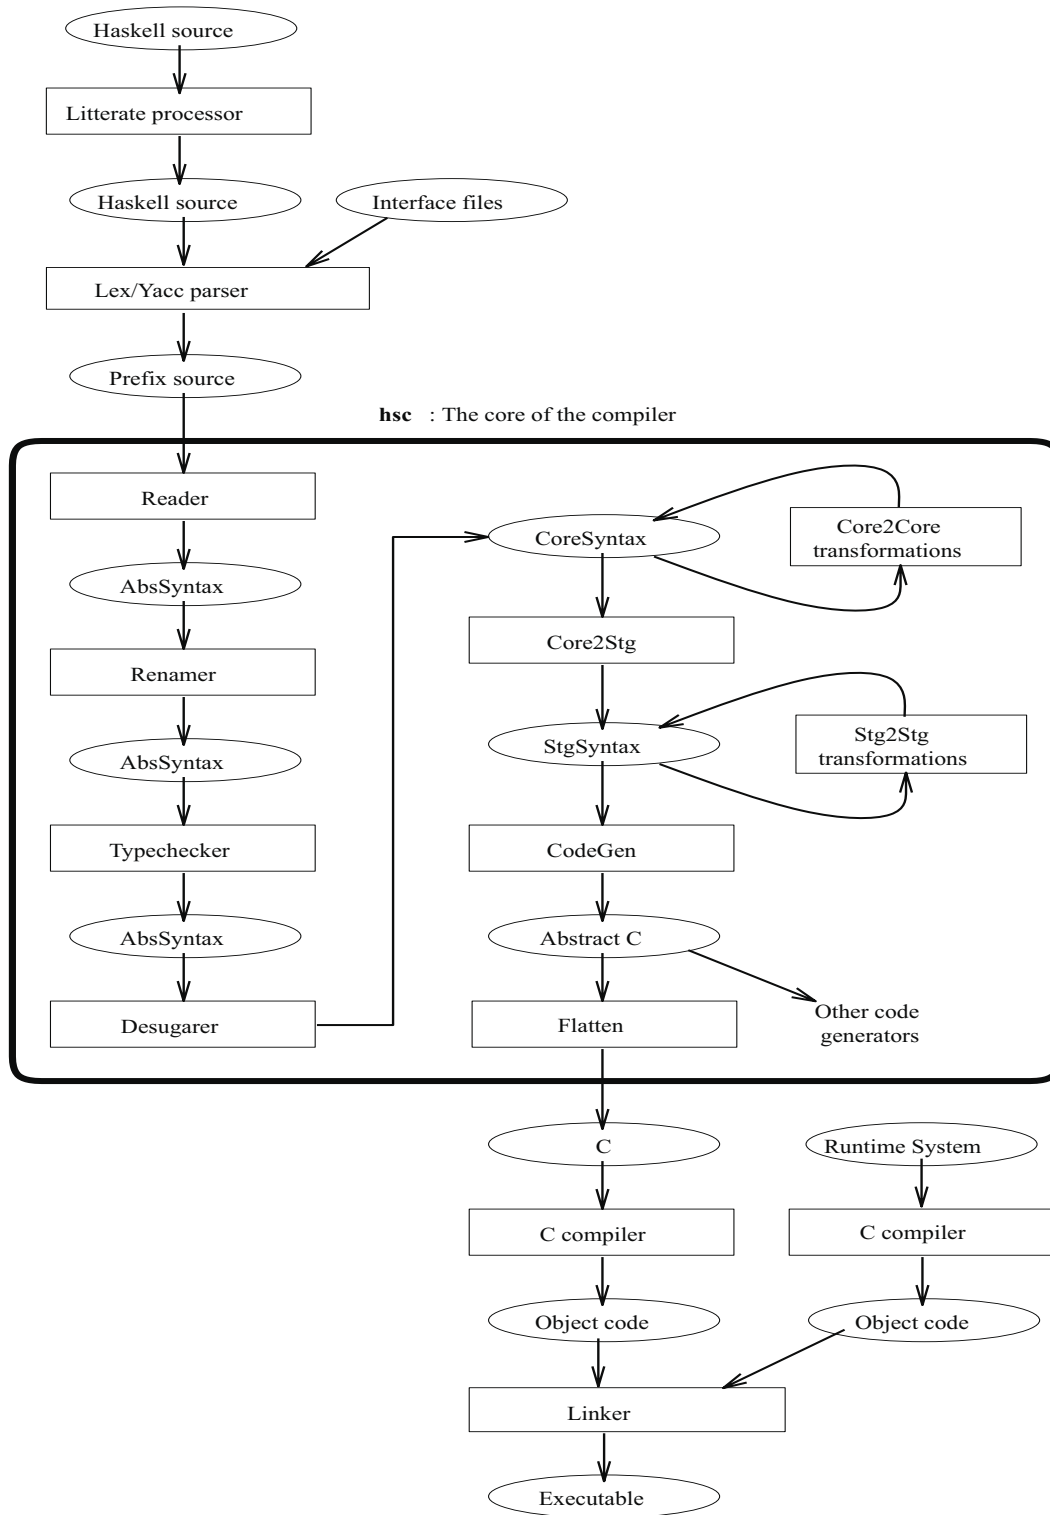 Haskell source
Litterate processor
Haskell source
Interface files
Lex/Yacc parser
Prefix source
hsc : The core of the compiler
Reader
AbsSyntax
Renamer
AbsSyntax
Typechecker
AbsSyntax
Desugarer
CoreSyntax
Core2Core
transformations
Core2Stg
StgSyntax
Stg2Stg
transformations
CodeGen
Abstract C
Flatten
Other code
generators
C
Runtime System
C compiler
C compiler
Object code
Object code
Linker
Executable